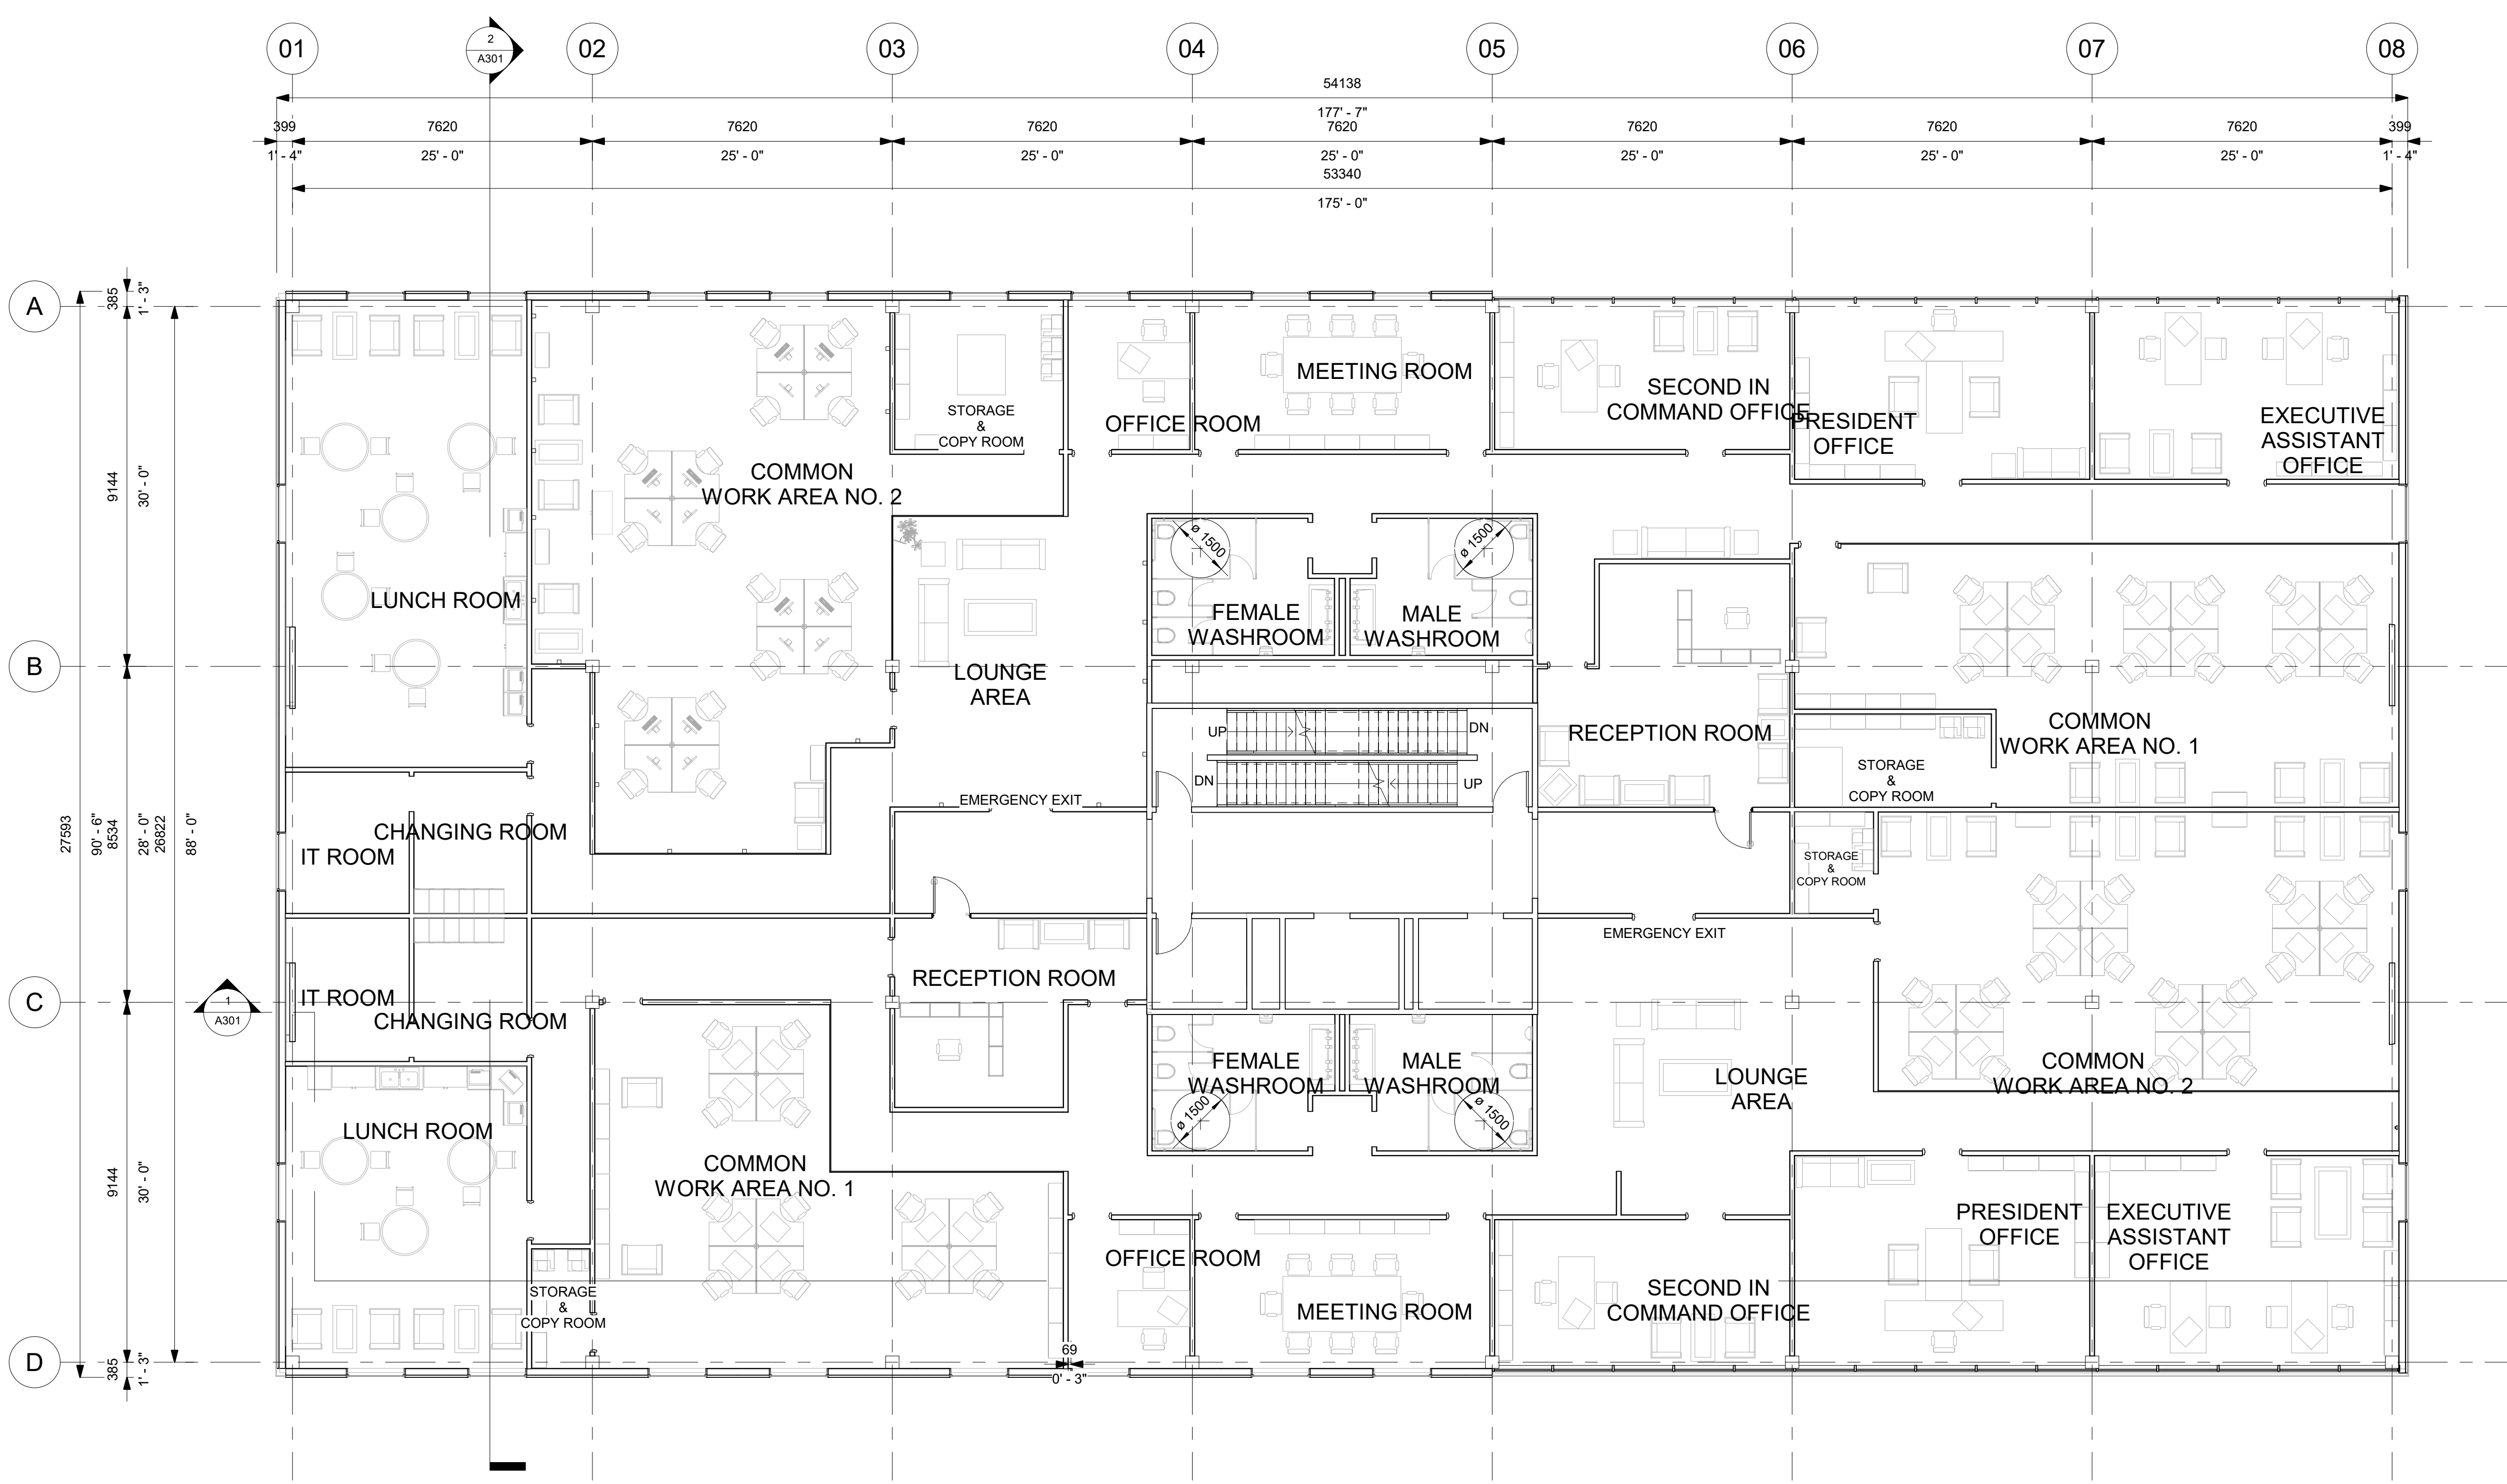 01
2
A301
02
03
04
05
06
07
08
54138
177' - 7"
399
7620
7620
7620
7620
7620
7620
7620
399
1' - 4"
25' - 0"
25' - 0"
25' - 0"
25' - 0"
25' - 0"
25' - 0"
25' - 0"
1' - 4"
53340
175' - 0"
A
385
1' - 3"
9144
30' - 0"
B
27593
90' - 6"
8534
28' - 0"
26822
88' - 0"
C
1
A301
9144
30' - 0"
D
385
1' - 3"
LUNCH ROOM
COMMON
WORK AREA NO. 2
STORAGE
&
COPY ROOM
OFFICE ROOM
MEETING ROOM
SECOND IN
COMMAND OFFICE
PRESIDENT
OFFICE
EXECUTIVE
ASSISTANT
OFFICE
ø 1500
ø 1500
FEMALE
WASHROOM
MALE
WASHROOM
LOUNGE
AREA
UP
DN
DN
UP
RECEPTION ROOM
COMMON
WORK AREA NO. 1
STORAGE
&
COPY ROOM
EMERGENCY EXIT
CHANGING ROOM
IT ROOM
STORAGE
&
COPY ROOM
EMERGENCY EXIT
RECEPTION ROOM
IT ROOM
CHANGING ROOM
FEMALE
WASHROOM
MALE
WASHROOM
ø 1500
ø 1500
LOUNGE
AREA
COMMON
WORK AREA NO. 2
LUNCH ROOM
COMMON
WORK AREA NO. 1
OFFICE ROOM
MEETING ROOM
SECOND IN
COMMAND OFFICE
PRESIDENT
OFFICE
EXECUTIVE
ASSISTANT
OFFICE
STORAGE
&
COPY ROOM
69
0' - 3"